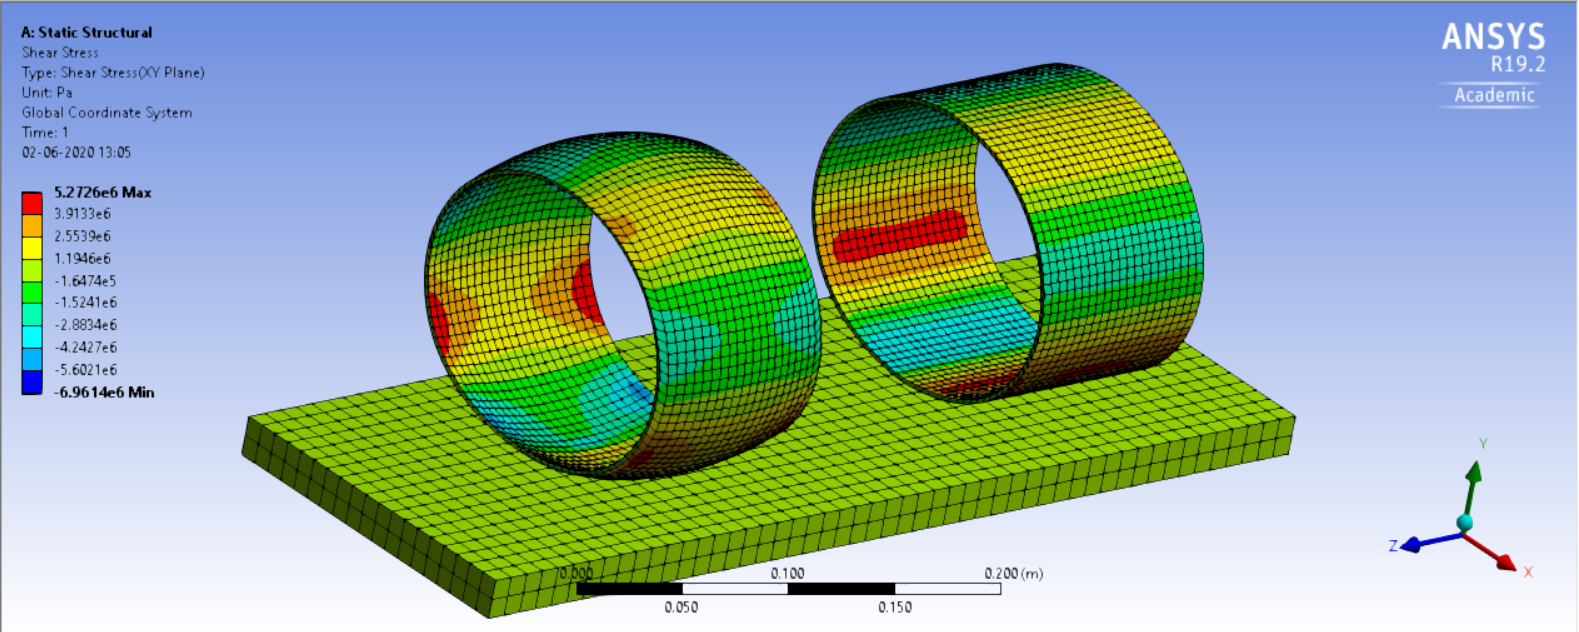 A: Static Structural
Shear Stress
Type: Shear Stress(XY Plane)
Unit: Pa
Global Coordinate System
Time: 1
02-06-2020 13:05
5.2726e6 Max
3.9133e6
2.5539e6
1.1946e6
-1.6474e5
-1.5241e6
-2.8834e6
-4.2427e6
-5.6021e6
-6.9614e6 Min
ANSYS
R19.2
Academic
Y
Z
X
0.000 0.100 0.200 (m)
0.050 0.150